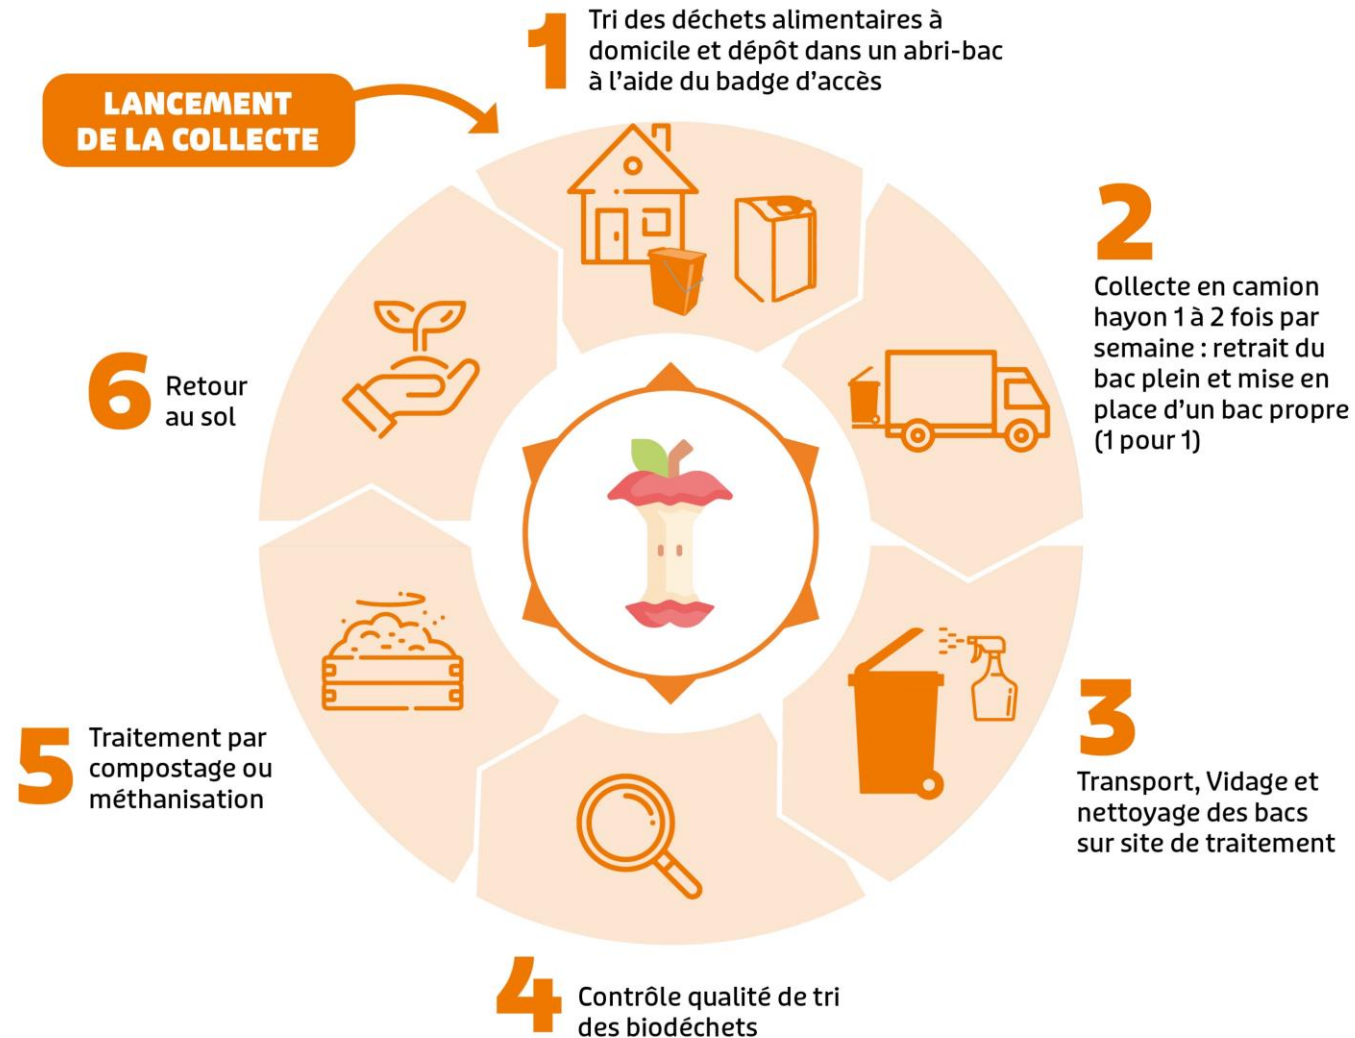 LANCEMENT
DE LA COLLECTE
1
Tri des déchets alimentaires à
domicile et dépôt dans un abri-bac
à l’aide du badge d’accès
2
Collecte en camion
hayon 1 à 2 fois par
semaine : retrait du
bac plein et mise en
place d’un bac propre
(1 pour 1)
3
Transport, Vidage et
nettoyage des bacs
sur site de traitement
4
Contrôle qualité de tri
des biodéchets
5
Traitement par
compostage ou
méthanisation
6
Retour
au sol